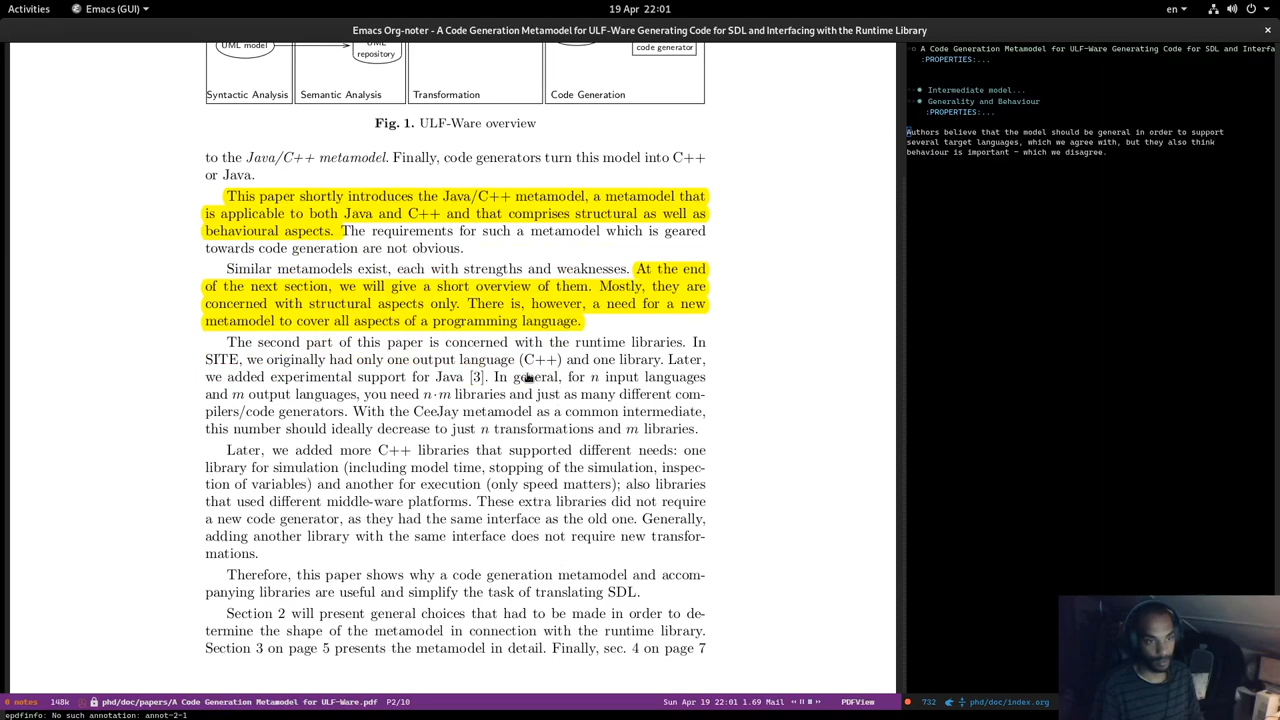 Activities
Emacs (GUI)
19 Apr 22:01
en
Emacs Org-noter - A Code Generation Metamodel for ULF-Ware Generating Code for SDL and Interfacing with the Runtime Library
UML model
UML
repository
code generator
Syntactic Analysis
Semantic Analysis
Transformation
Code Generation
Fig. 1. ULF-Ware overview
to the Java/C++ metamodel. Finally, code generators turn this model into C++
or Java.
This paper shortly introduces the Java/C++ metamodel, a metamodel that
is applicable to both Java and C++ and that comprises structural as well as
behavioural aspects. The requirements for such a metamodel which is geared
towards code generation are not obvious.
Similar metamodels exist, each with strengths and weaknesses. At the end
of the next section, we will give a short overview of them. Mostly, they are
concerned with structural aspects only. There is, however, a need for a new
metamodel to cover all aspects of a programming language.
The second part of this paper is concerned with the runtime libraries. In
SITE, we originally had only one output language (C++) and one library. Later,
we added experimental support for Java [3]. In general, for n input languages
and m output languages, you need n·m libraries and just as many different com-
pilers/code generators. With the CeeJay metamodel as a common intermediate,
this number should ideally decrease to just n transformations and m libraries.
Later, we added more C++ libraries that supported different needs: one
library for simulation (including model time, stopping of the simulation, inspec-
tion of variables) and another for execution (only speed matters); also libraries
that used different middle-ware platforms. These extra libraries did not require
a new code generator, as they had the same interface as the old one. Generally,
adding another library with the same interface does not require new transfor-
mations.
Therefore, this paper shows why a code generation metamodel and accom-
panying libraries are useful and simplify the task of translating SDL.
Section 2 will present general choices that had to be made in order to de-
termine the shape of the metamodel in connection with the runtime library.
Section 3 on page 5 presents the metamodel in detail. Finally, sec. 4 on page 7
A Code Generation Metamodel for ULF-Ware Generating Code for SDL and Interfa
:PROPERTIES:...
Intermediate model...
Generality and Behaviour
:PROPERTIES:...
Authors believe that the model should be general in order to support
several target languages, which we agree with, but they also think
behaviour is important - which we disagree.
0 notes 148k phd/doc/papers/A Code Generation Metamodel for ULF-Ware.pdf P2/10 Sun Apr 19 22:01 1.69 Mail PDFView
732 phd/doc/index.org
epdfinfo: No such annotation: annot-2-1